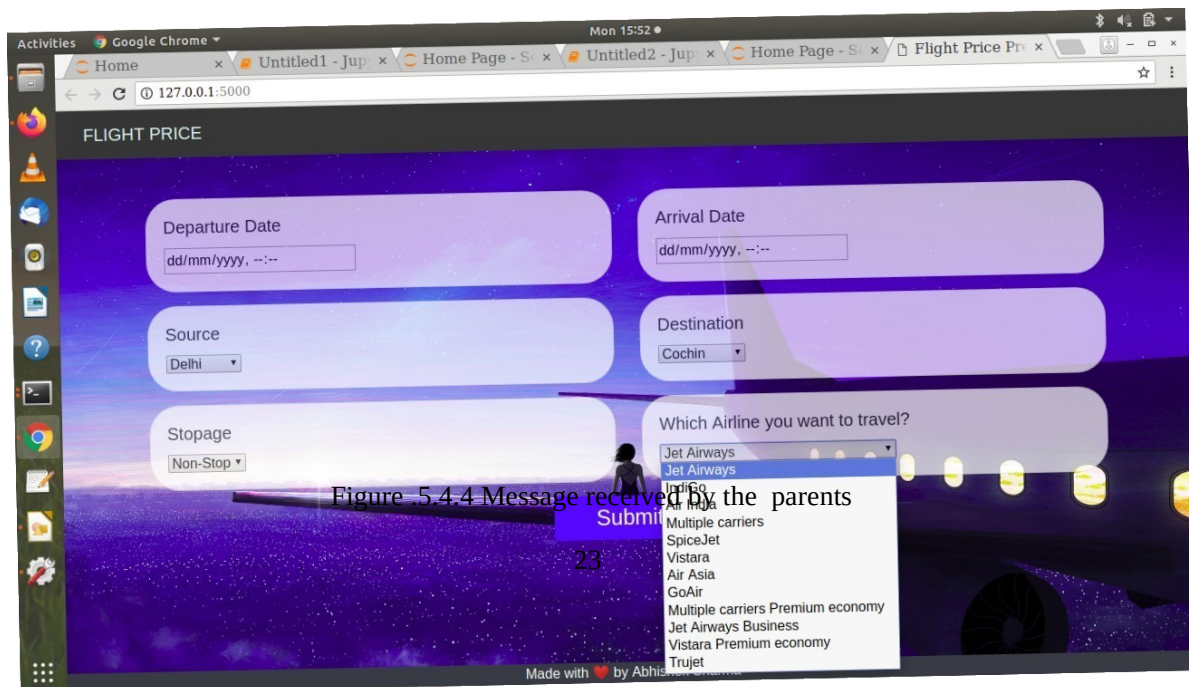 Activities Google Chrome Mon 15:52
Home Untitled1 - Jup Home Page - S Untitled2 - Jup Home Page - S Flight Price Pr
127.0.0.1:5000
FLIGHT PRICE
Departure Date
dd/mm/yyyy, --:--
Arrival Date
dd/mm/yyyy, --:--
Source
Delhi
Destination
Cochin
Stopage
Non-Stop
Which Airline you want to travel?
Jet Airways
Jet Airways
IndiGo
Air India
Multiple carriers
SpiceJet
Vistara
Air Asia
GoAir
Multiple carriers Premium economy
Jet Airways Business
Vistara Premium economy
Trujet
Figure .5.4.4 Message received by the parents
Submit
23
Made with ❤ by Abhishek Sharma